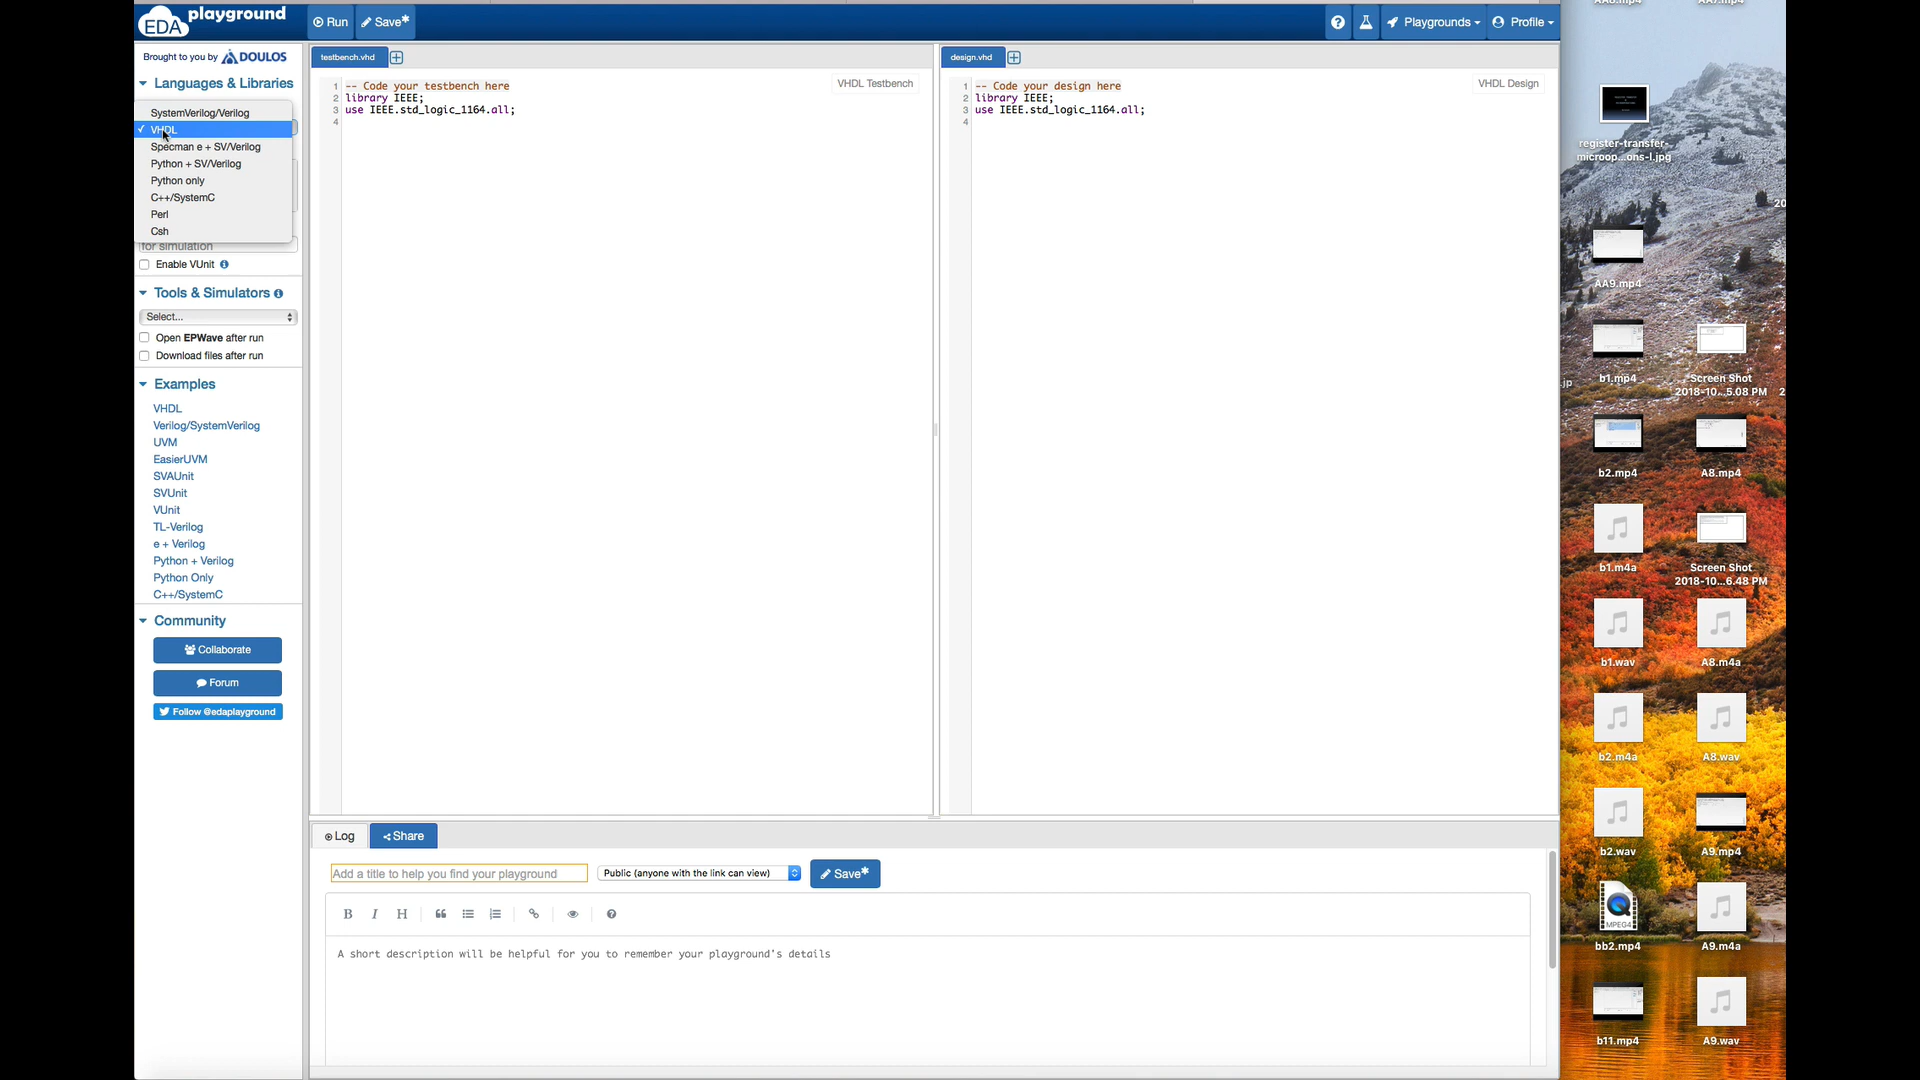 EDA playground
Run
Save*
Playgrounds
Profile
Brought to you by DOULOS
Languages & Libraries
SystemVerilog/Verilog
✓ VHDL
Specman e + SV/Verilog
Python + SV/Verilog
Python only
C++/SystemC
Perl
Csh
for simulation
Enable VUnit
Tools & Simulators
Select...
Open EPWave after run
Download files after run
Examples
VHDL
Verilog/SystemVerilog
UVM
EasierUVM
SVAUnit
SVUnit
VUnit
TL-Verilog
e + Verilog
Python + Verilog
Python Only
C++/SystemC
Community
Collaborate
Forum
Follow @edaplayground
testbench.vhd
VHDL Testbench
1 -- Code your testbench here
2 library IEEE;
3 use IEEE.std_logic_1164.all;
4
design.vhd
VHDL Design
1 -- Code your design here
2 library IEEE;
3 use IEEE.std_logic_1164.all;
4
Log
Share
Add a title to help you find your playground
Public (anyone with the link can view)
Save*
B I H
A short description will be helpful for you to remember your playground's details
register-transfer-
microop...ons-l.jpg
AA9.mp4
b1.mp4
Screen Shot
2018-10...5.08 PM
b2.mp4
A8.mp4
b1.m4a
Screen Shot
2018-10...6.48 PM
b1.wav
A8.m4a
b2.m4a
A8.wav
b2.wav
A9.mp4
MPEG4
bb2.mp4
A9.m4a
b11.mp4
A9.wav